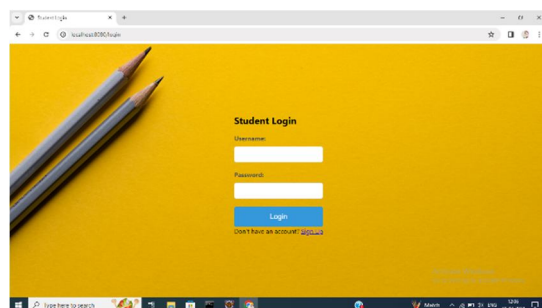 Student Login
localhost:8080/login
Student Login
Username:
Password:
Login
Don't have an account? Sign Up
Type here to search
ENG